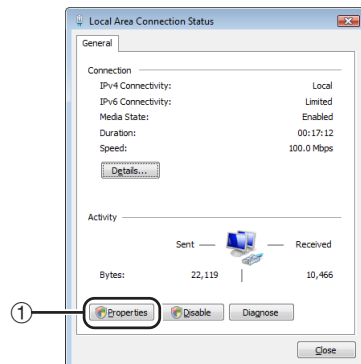 Local Area Connection Status
General
Connection
IPv4 Connectivity: Local
IPv6 Connectivity: Limited
Media State: Enabled
Duration: 00:17:12
Speed: 100.0 Mbps
Details...
Activity
Sent — Received
Bytes: 22,119 | 10,466
① Properties Disable Diagnose
Close